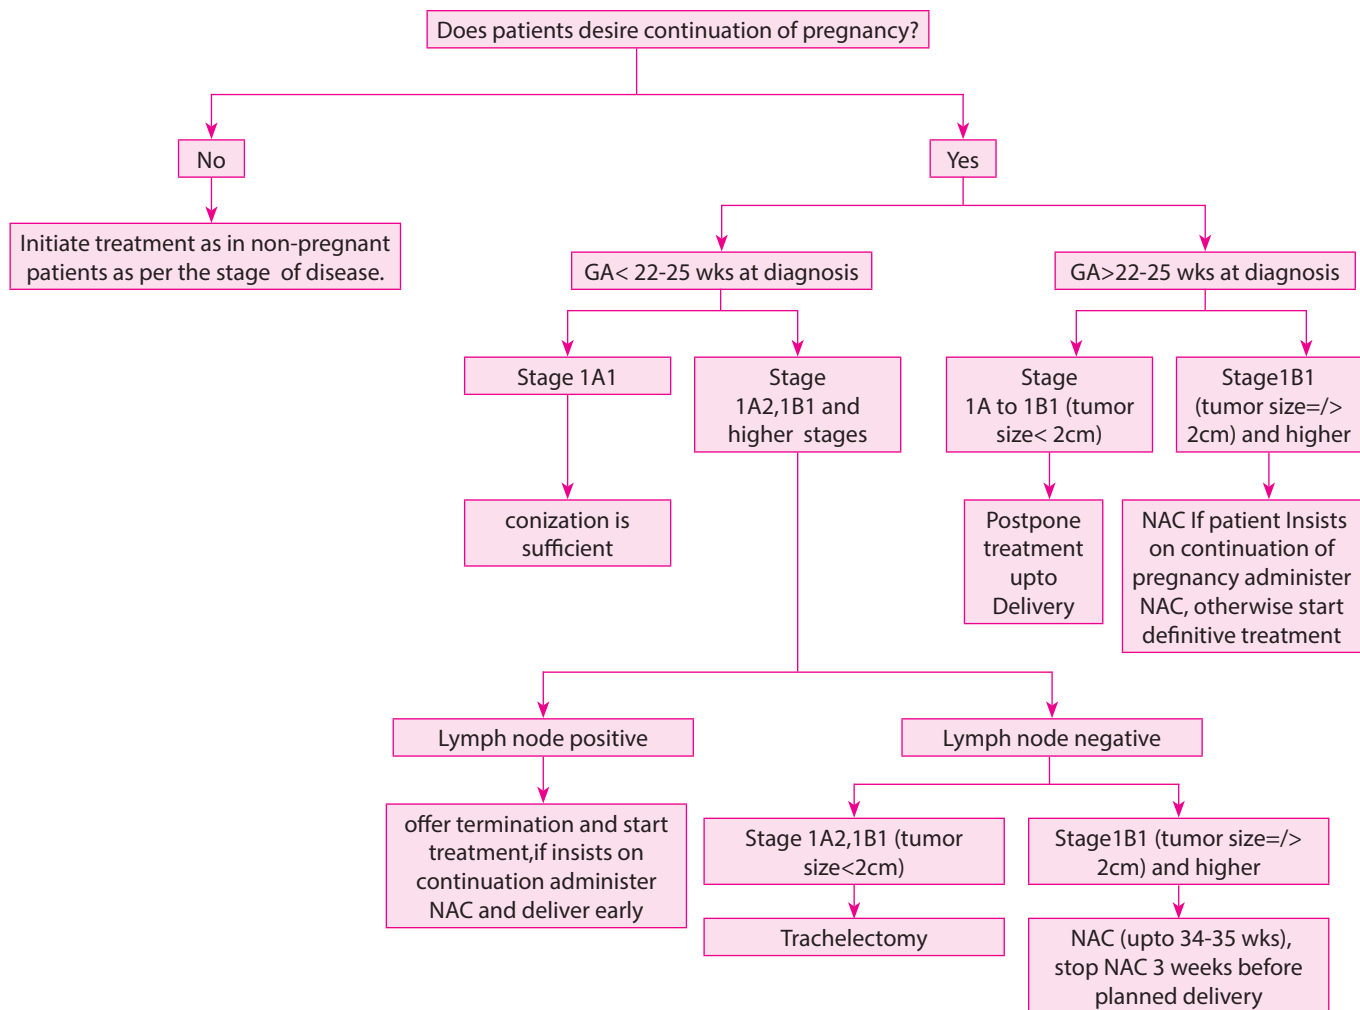 Does patients desire continuation of pregnancy?
No
Yes
Initiate treatment as in non-pregnant
patients as per the stage of disease.
GA< 22-25 wks at diagnosis
GA>22-25 wks at diagnosis
Stage 1A1
Stage
1A2,1B1 and
higher stages
Stage
1A to 1B1 (tumor
size< 2cm)
Stage1B1
(tumor size=/>
2cm) and higher
conization is
sufficient
Postpone
treatment
upto
Delivery
NAC If patient Insists
on continuation of
pregnancy administer
NAC, otherwise start
definitive treatment
Lymph node positive
Lymph node negative
offer termination and start
treatment,if insists on
continuation administer
NAC and deliver early
Stage 1A2,1B1 (tumor
size<2cm)
Stage1B1 (tumor size=/>
2cm) and higher
Trachelectomy
NAC (upto 34-35 wks),
stop NAC 3 weeks before
planned delivery